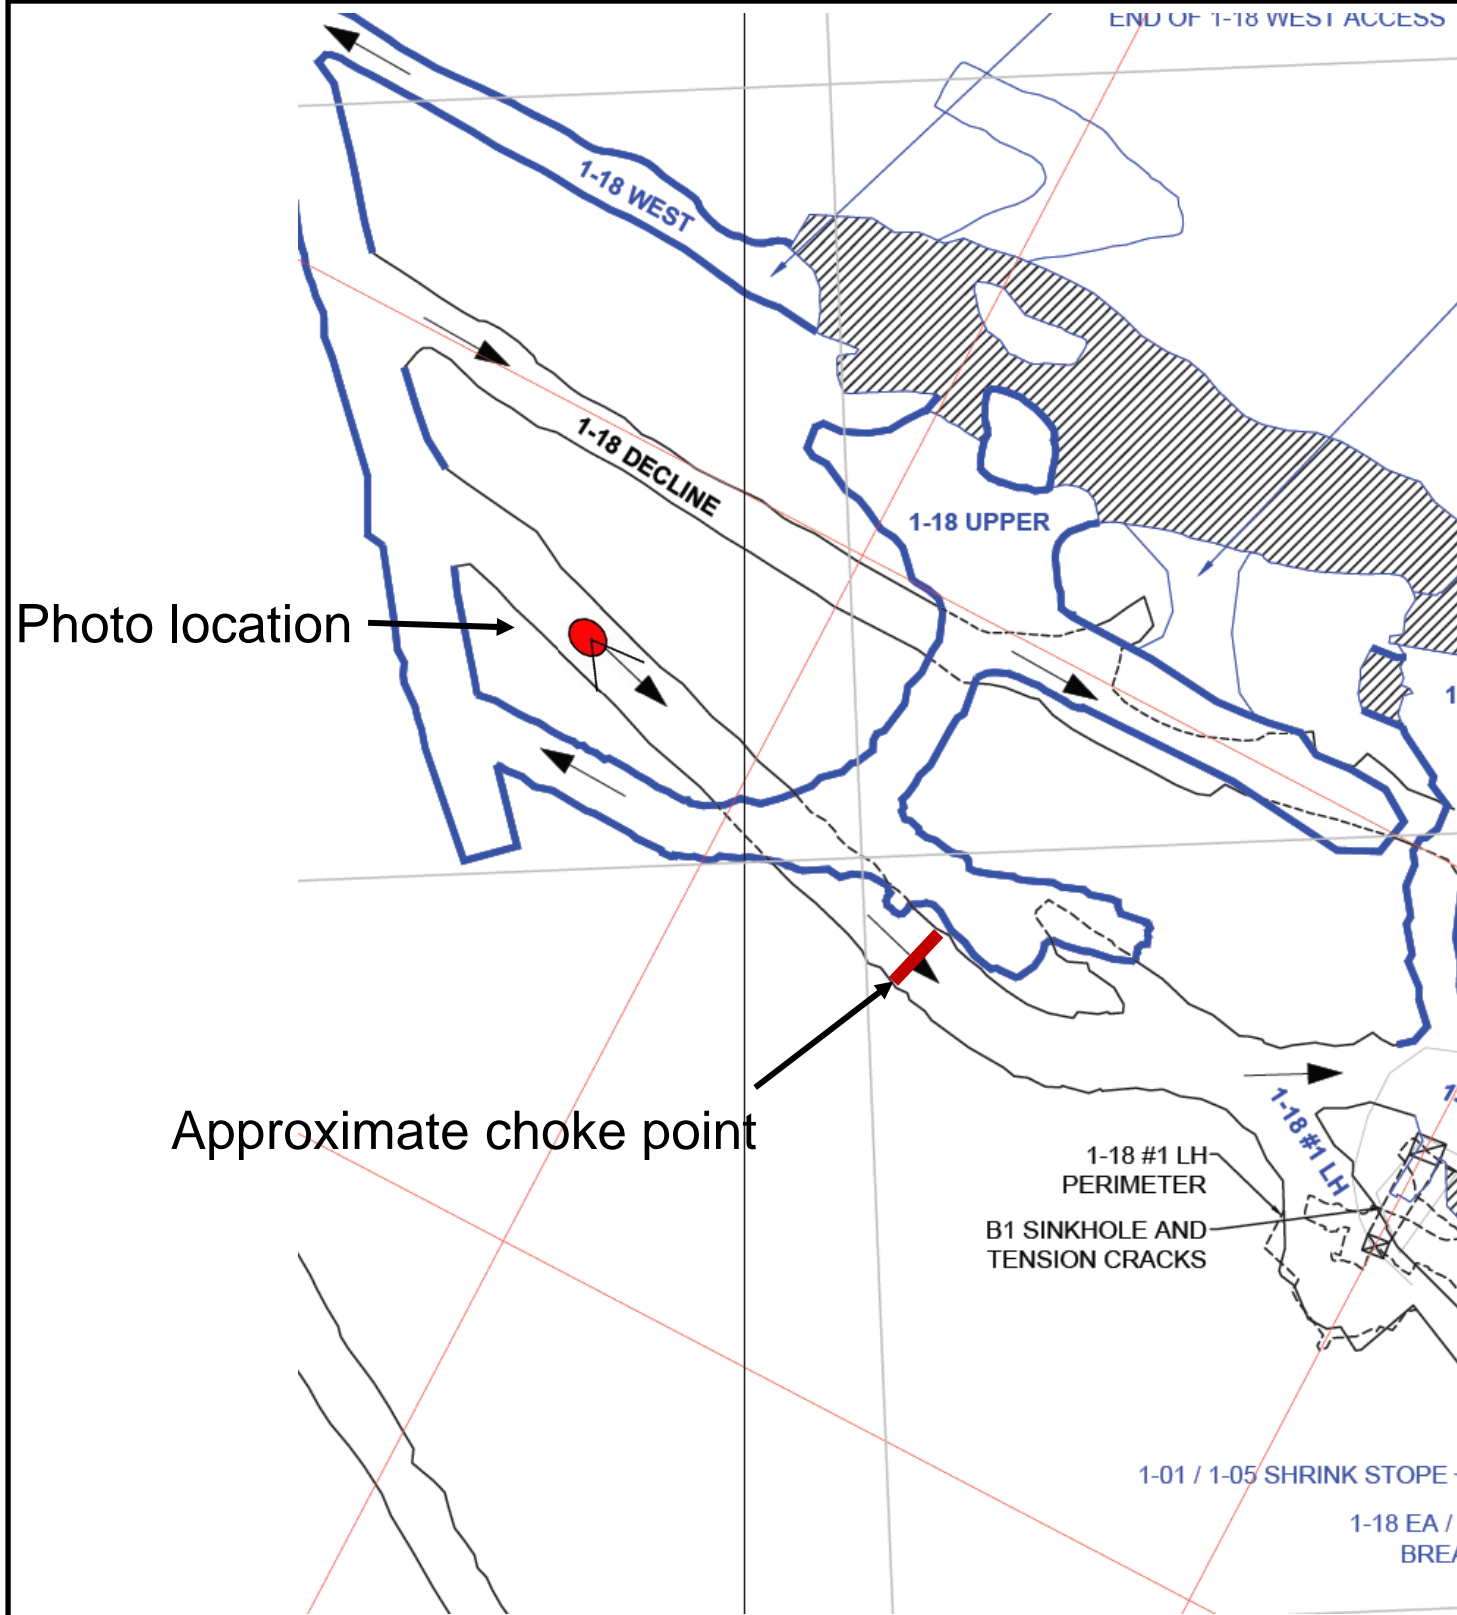 END OF 1-18 WEST ACCESS
1-18 WEST
1-18 DECLINE
1-18 UPPER
Photo location
Approximate choke point
1-18 #1 LH
1-18 #1 LH
PERIMETER
B1 SINKHOLE AND
TENSION CRACKS
1-01 / 1-05 SHRINK STOPE
1-18 EA /